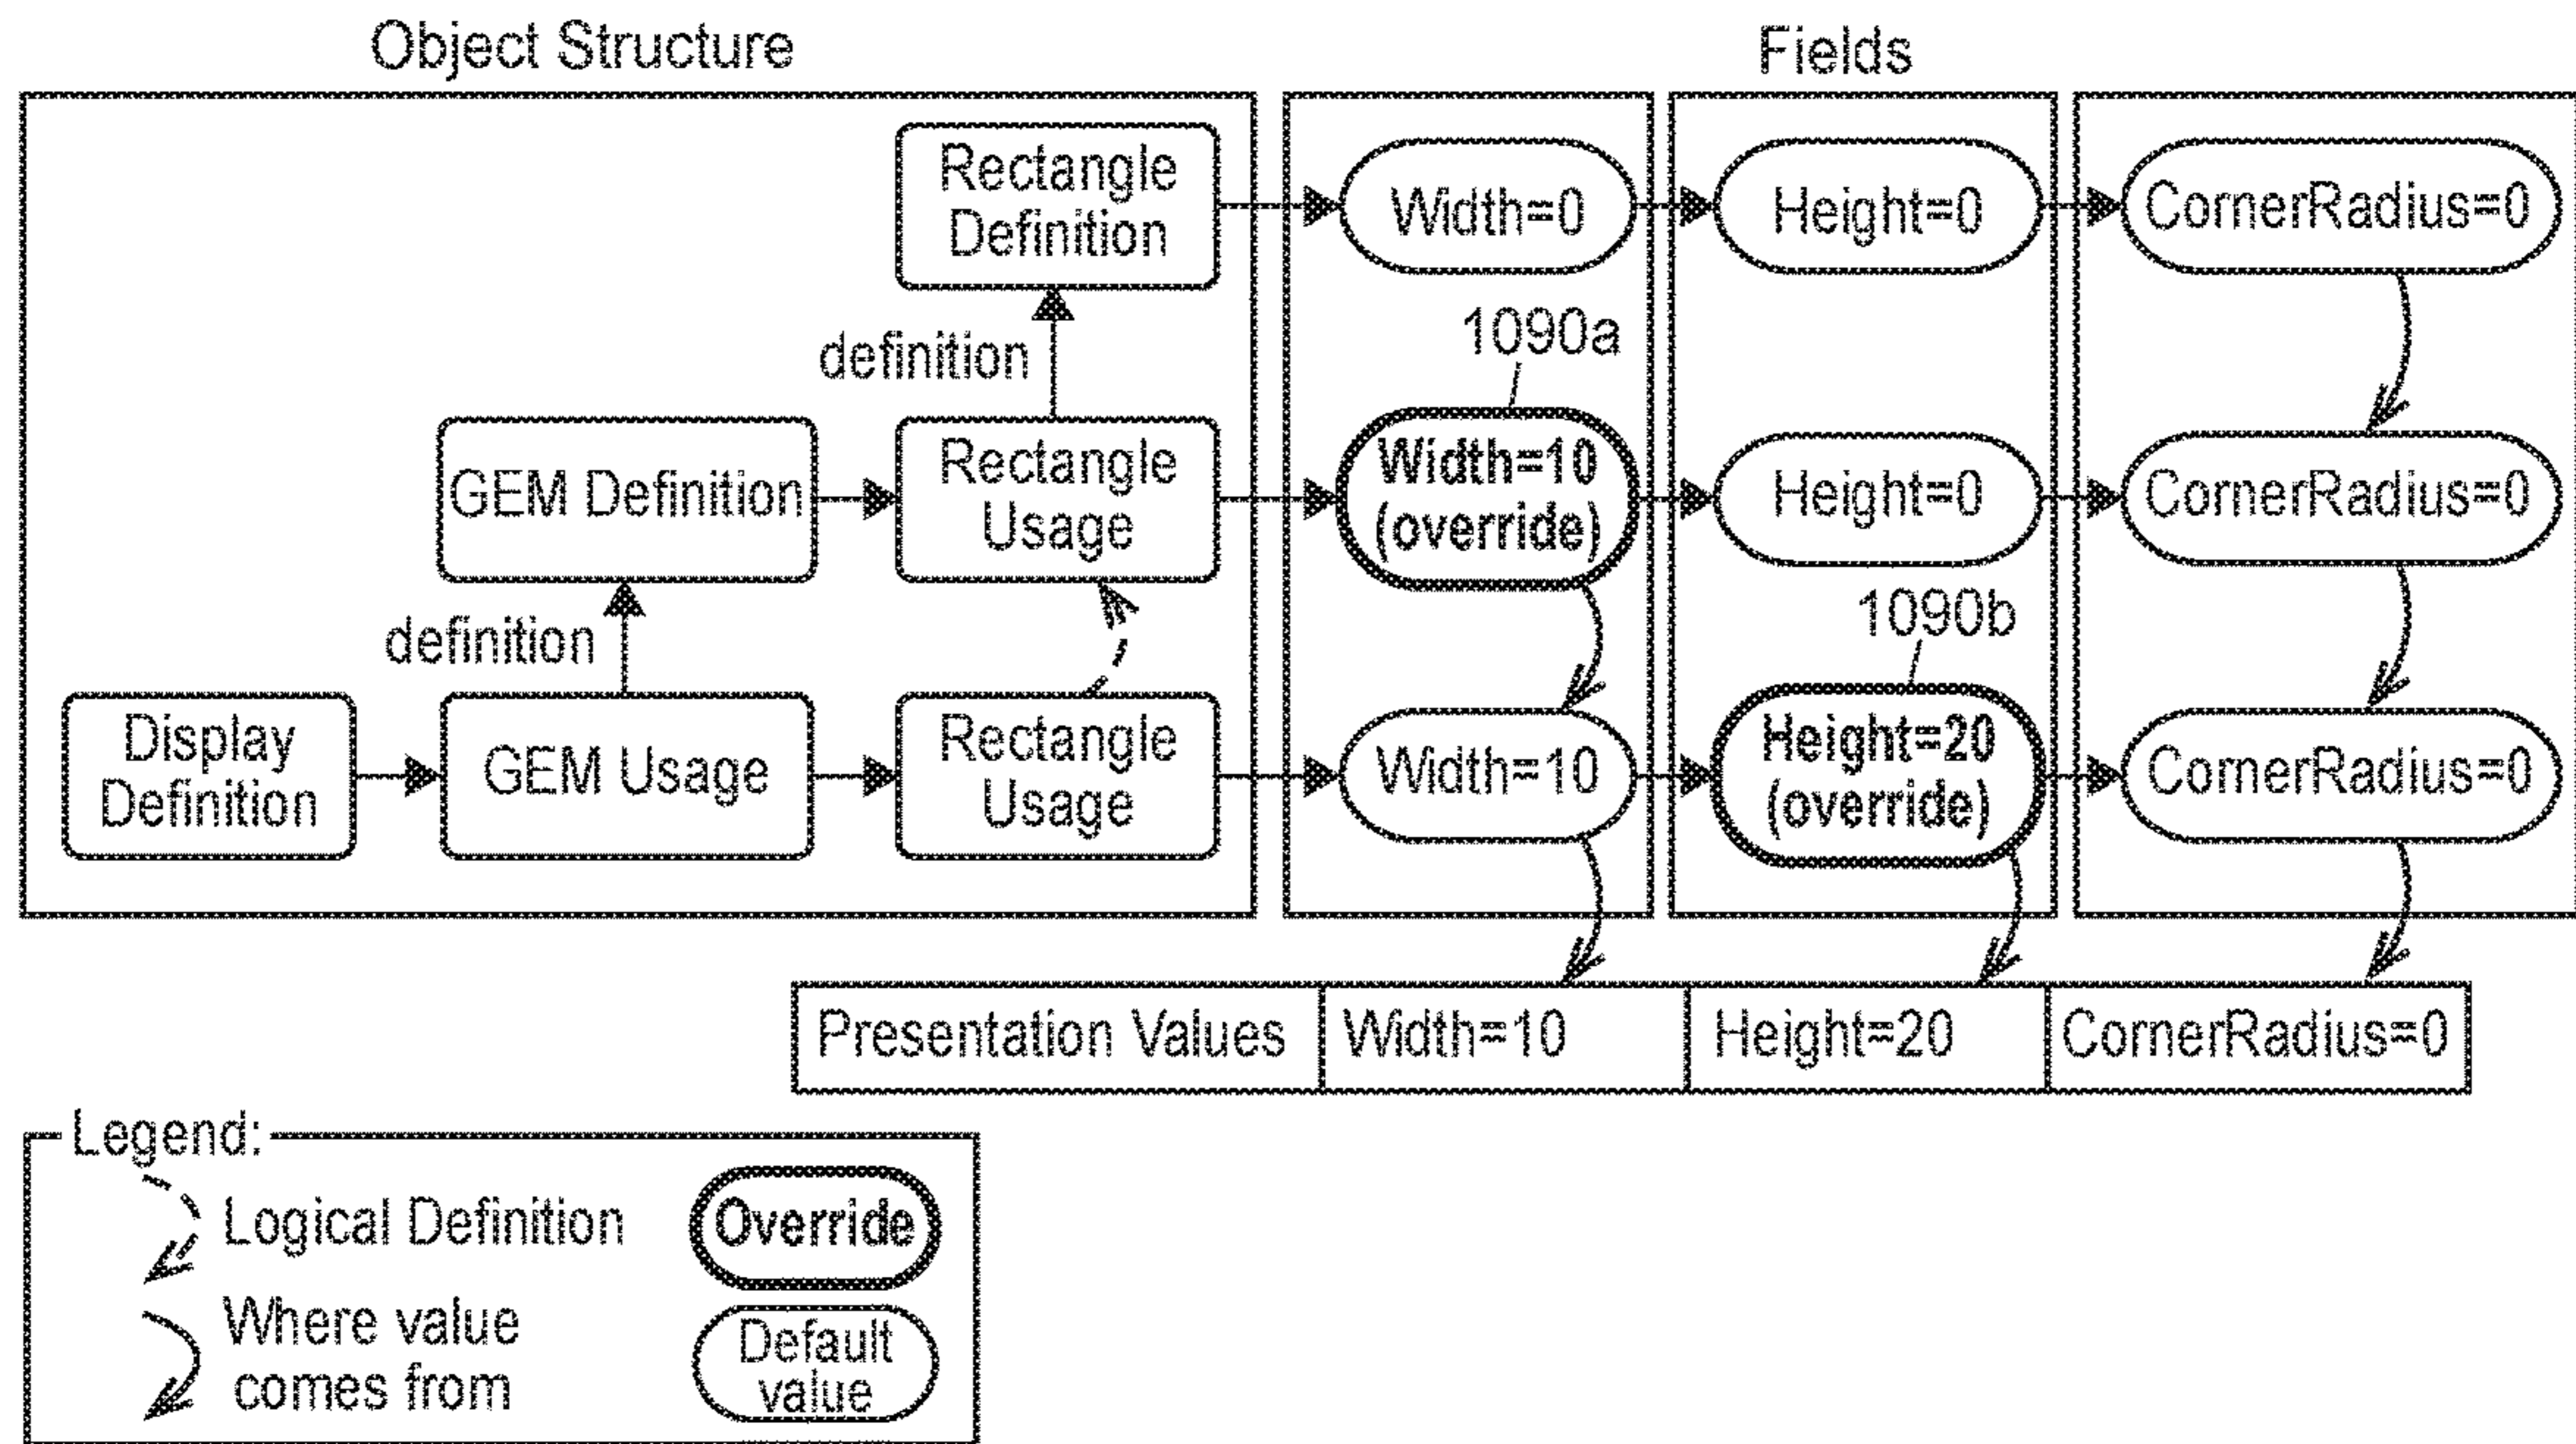 Object Structure
Fields
Rectangle
Definition
Width=0
Height=0
CornerRadius=0
definition
1090a
GEM Definition
Rectangle
Usage
Width=10
(override)
Height=0
CornerRadius=0
definition
1090b
Display
Definition
GEM Usage
Rectangle
Usage
Width=10
Height=20
(override)
CornerRadius=0
Presentation Values
Width=10
Height=20
CornerRadius=0
Legend:
Logical Definition
Override
Where value
comes from
Default
value